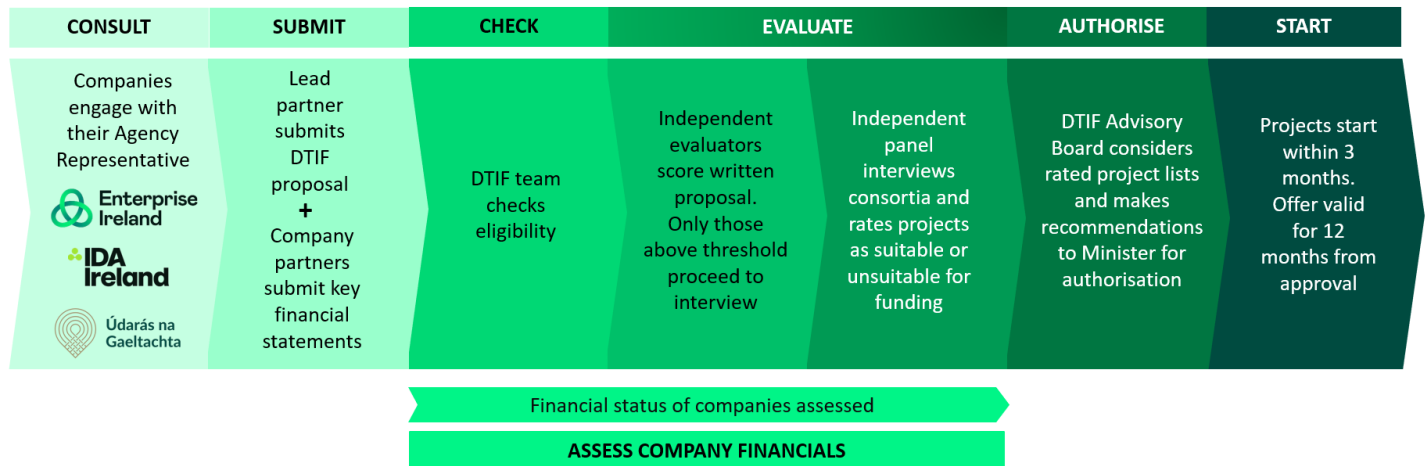 CONSULT
SUBMIT
CHECK
EVALUATE
AUTHORISE
START
Companies
engage with
their Agency
Representative
Enterprise
Ireland
IDA
Ireland
Údarás na
Gaeltachta
Lead
partner
submits
DTIF
proposal
+
Company
partners
submit key
financial
statements
DTIF team
checks
eligibility
Independent
evaluators
score written
proposal.
Only those
above threshold
proceed to
interview
Independent
panel
interviews
consortia and
rates projects
as suitable or
unsuitable for
funding
DTIF Advisory
Board considers
rated project lists
and makes
recommendations
to Minister for
authorisation
Projects start
within 3
months.
Offer valid
for 12
months from
approval
Financial status of companies assessed
ASSESS COMPANY FINANCIALS